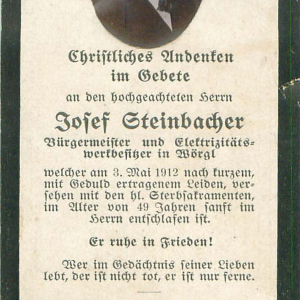 Christliches Andenken
im Gebete
an den hochgeachteten Herrn
Josef Steinbacher
Bürgermeister und Elektrizitäts-
werkbesitzer in Wörgl
welcher am 3. Mai 1912 nach kurzem,
mit Geduld ertragenem Leiden, ver-
sehen mit den hl. Sterbsakramenten,
im Alter von 49 Jahren sanft im
Herrn entschlafen ist.
Er ruhe in Frieden!
Wer im Gedächtnis seiner Lieben
lebt, der ist nicht tot, er ist nur ferne.